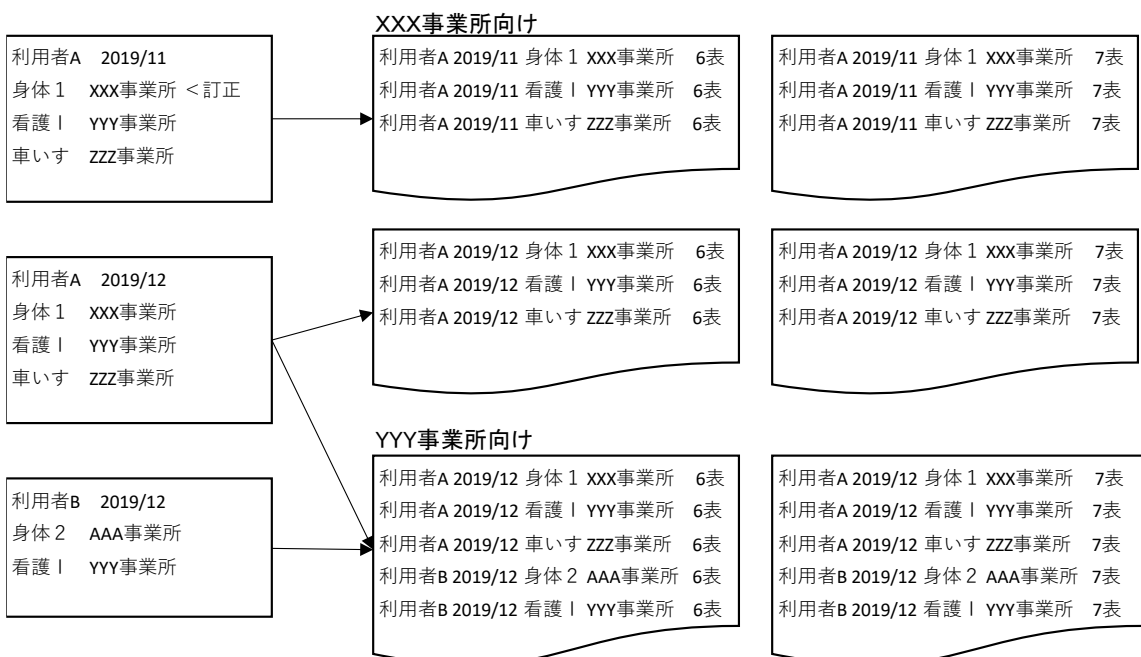 XXX事業所向け
利用者A 2019/11
身体１ XXX事業所 ＜訂正
看護Ⅰ YYY事業所
車いす ZZZ事業所
利用者A 2019/11 身体１ XXX事業所 6表
利用者A 2019/11 看護Ⅰ YYY事業所 6表
利用者A 2019/11 車いす ZZZ事業所 6表
利用者A 2019/11 身体１ XXX事業所 7表
利用者A 2019/11 看護Ⅰ YYY事業所 7表
利用者A 2019/11 車いす ZZZ事業所 7表
利用者A 2019/12
身体１ XXX事業所
看護Ⅰ YYY事業所
車いす ZZZ事業所
利用者A 2019/12 身体１ XXX事業所 6表
利用者A 2019/12 看護Ⅰ YYY事業所 6表
利用者A 2019/12 車いす ZZZ事業所 6表
利用者A 2019/12 身体１ XXX事業所 7表
利用者A 2019/12 看護Ⅰ YYY事業所 7表
利用者A 2019/12 車いす ZZZ事業所 7表
YYY事業所向け
利用者B 2019/12
身体２ AAA事業所
看護Ⅰ YYY事業所
利用者A 2019/12 身体１ XXX事業所 6表
利用者A 2019/12 看護Ⅰ YYY事業所 6表
利用者A 2019/12 車いす ZZZ事業所 6表
利用者B 2019/12 身体２ AAA事業所 6表
利用者B 2019/12 看護Ⅰ YYY事業所 6表
利用者A 2019/12 身体１ XXX事業所 7表
利用者A 2019/12 看護Ⅰ YYY事業所 7表
利用者A 2019/12 車いす ZZZ事業所 7表
利用者B 2019/12 身体２ AAA事業所 7表
利用者B 2019/12 看護Ⅰ YYY事業所 7表